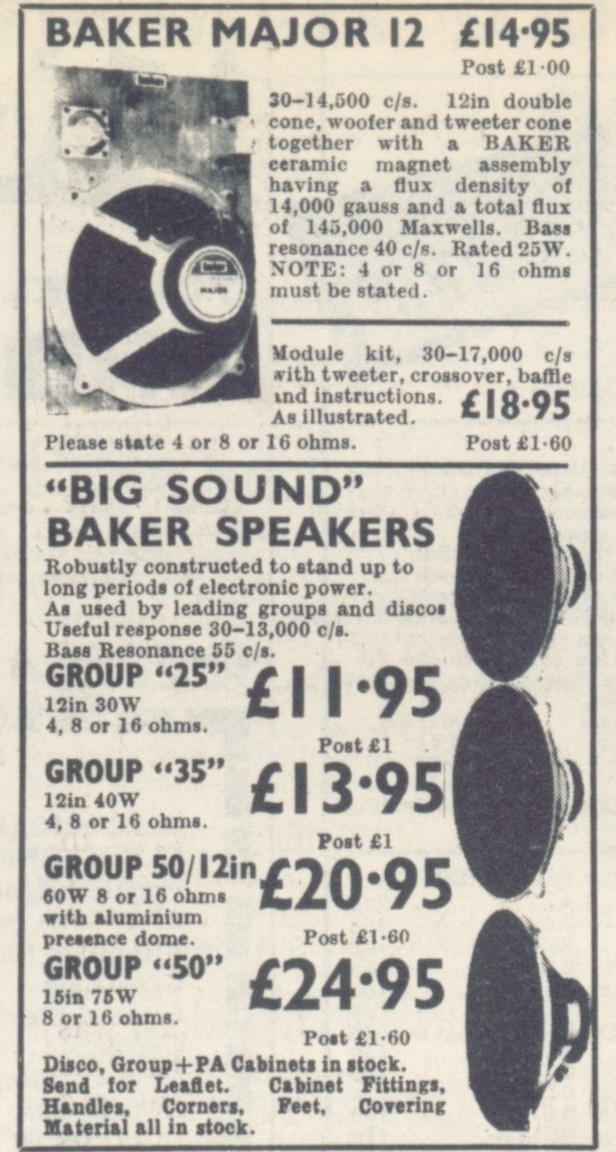 BAKER MAJOR 12 £14·95
Post £1·00
30–14,500 c/s. 12in double
cone, woofer and tweeter cone
together with a BAKER
ceramic magnet assembly
having a flux density of
14,000 gauss and a total flux
of 145,000 Maxwells. Bass
resonance 40 c/s. Rated 25W.
NOTE: 4 or 8 or 16 ohms
must be stated.
MAJOR
Module kit, 30–17,000 c/s
with tweeter, crossover, baffle
and instructions.
As illustrated. £18·95
Please state 4 or 8 or 16 ohms. Post £1·60
“BIG SOUND”
BAKER SPEAKERS
Robustly constructed to stand up to
long periods of electronic power.
As used by leading groups and discos
Useful response 30–13,000 c/s.
Bass Resonance 55 c/s.
GROUP “25” £11·95
12in 30W
4, 8 or 16 ohms.
Post £1
GROUP “35” £13·95
12in 40W
4, 8 or 16 ohms.
Post £1
GROUP 50/12in £20·95
60W 8 or 16 ohms
with aluminium
presence dome. Post £1·60
GROUP “50” £24·95
15in 75W
8 or 16 ohms.
Post £1·60
Disco, Group+PA Cabinets in stock.
Send for Leaflet. Cabinet Fittings,
Handles, Corners, Feet, Covering
Material all in stock.